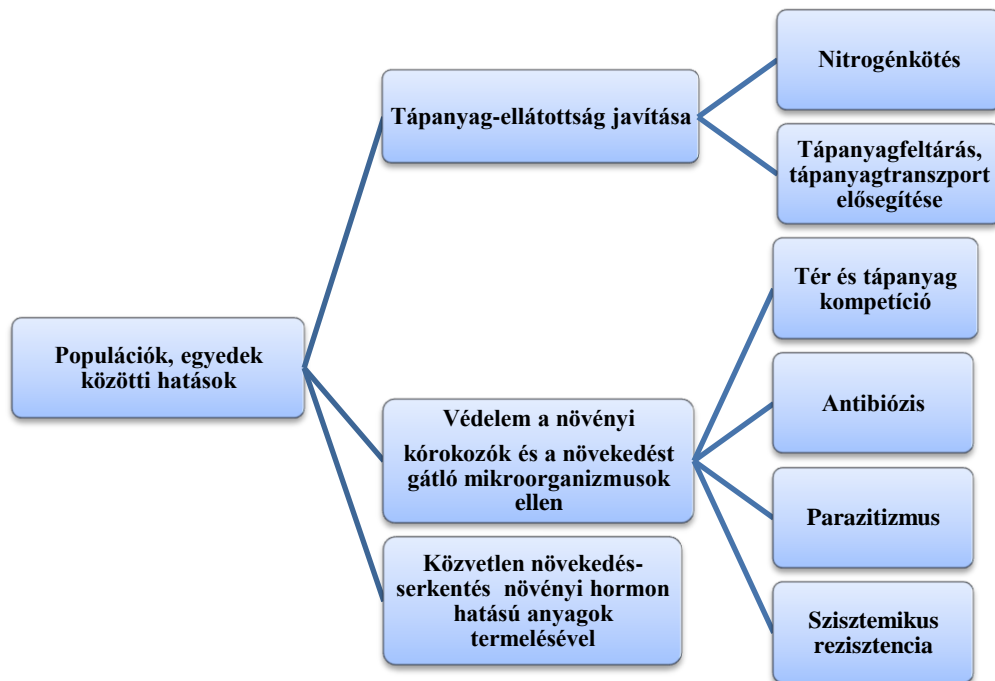 Populációk, egyedek
közötti hatások
Tápanyag-ellátottság javítása
Nitrogénkötés
Tápanyagfeltárás,
tápanyagtranszport
elősegítése
Védelem a növényi
kórokozók és a növekedést
gátló mikroorganizmusok
ellen
Tér és tápanyag
kompetíció
Antibiózis
Parazitizmus
Szisztemikus
rezisztencia
Közvetlen növekedés-
serkentés növényi hormon
hatású anyagok
termelésével